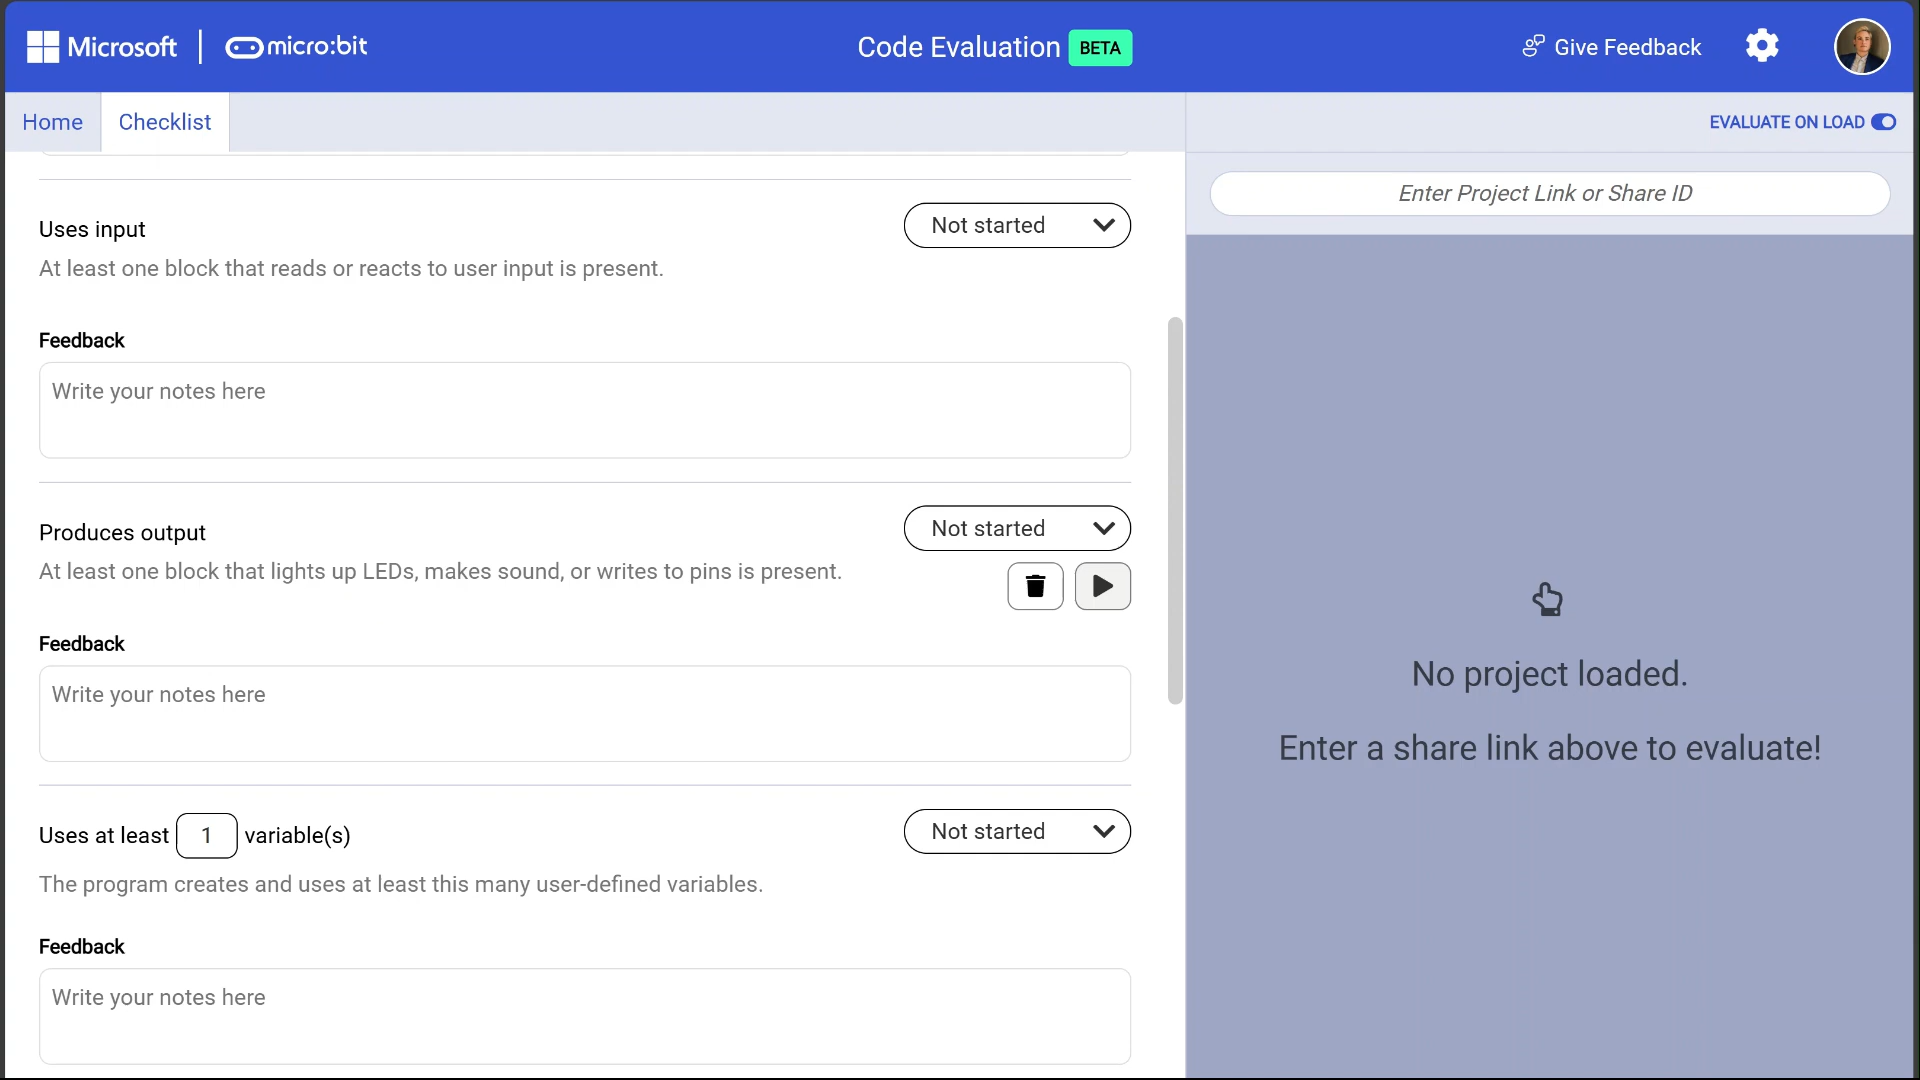 Microsoft
micro:bit
Code Evaluation BETA
Give Feedback
Home
Checklist
EVALUATE ON LOAD
Enter Project Link or Share ID
Uses input
Not started
At least one block that reads or reacts to user input is present.
Feedback
Write your notes here
Produces output
Not started
At least one block that lights up LEDs, makes sound, or writes to pins is present.
Feedback
Write your notes here
Uses at least 1 variable(s)
Not started
The program creates and uses at least this many user-defined variables.
Feedback
Write your notes here
No project loaded.
Enter a share link above to evaluate!